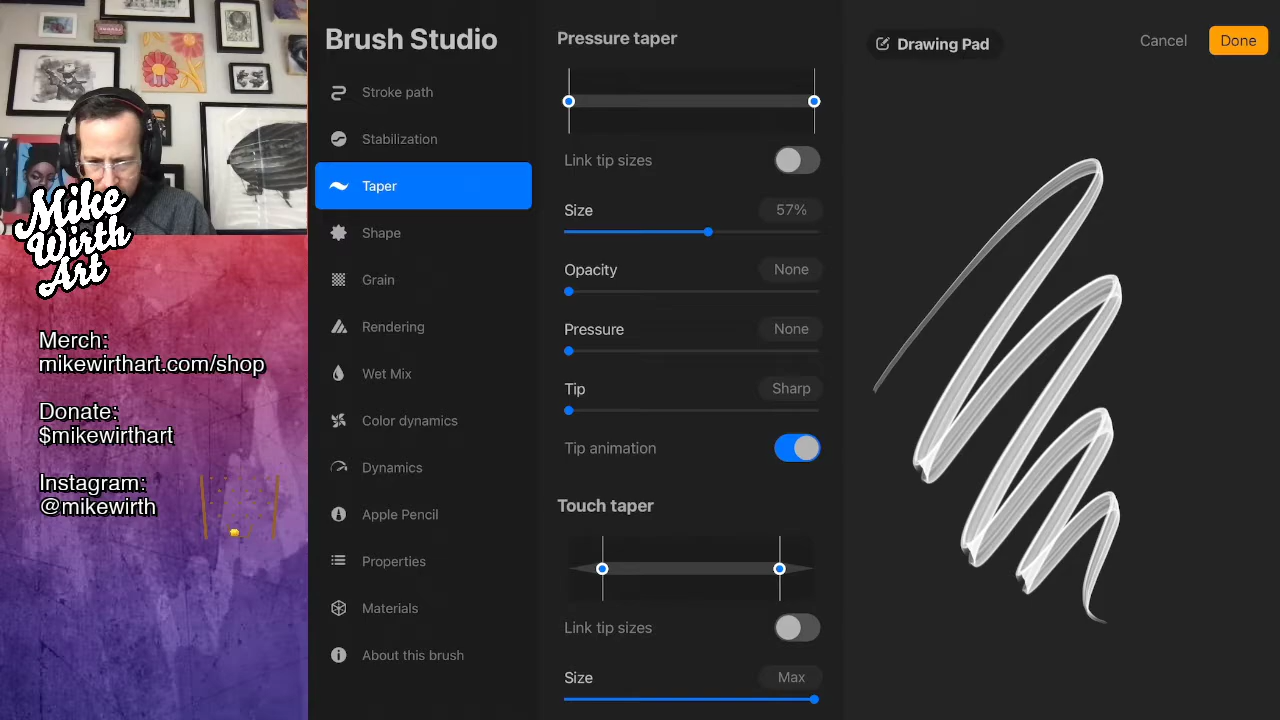 Mike
Wirth
Art
Merch:
mikewirthart.com/shop
Donate:
$mikewirthart
Instagram:
@mikewirth
Brush Studio
Stroke path
Stabilization
Taper
Shape
Grain
Rendering
Wet Mix
Color dynamics
Dynamics
Apple Pencil
Properties
Materials
About this brush
Pressure taper
Link tip sizes
Size 57%
Opacity None
Pressure None
Tip Sharp
Tip animation
Touch taper
Link tip sizes
Size Max
Drawing Pad
Cancel Done